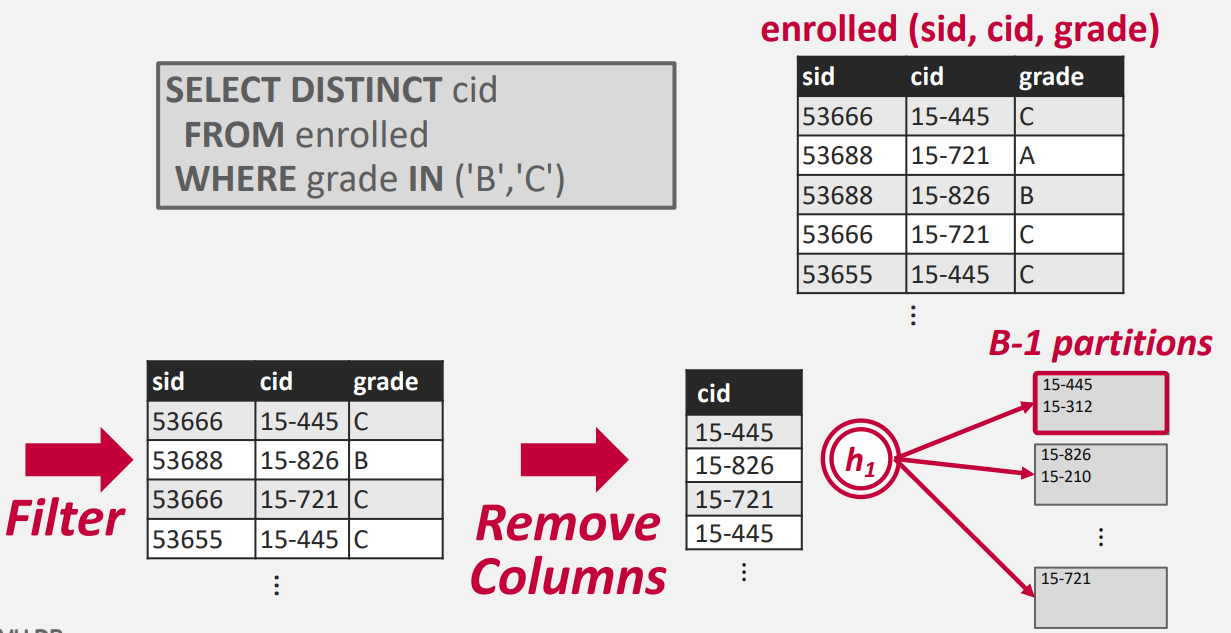 enrolled (sid, cid, grade)
SELECT DISTINCT cid
FROM enrolled
WHERE grade IN ('B','C')
sid cid grade
53666 15-445 C
53688 15-721 A
53688 15-826 B
53666 15-721 C
53655 15-445 C
⋮
B-1 partitions
Filter
sid cid grade
53666 15-445 C
53688 15-826 B
53666 15-721 C
53655 15-445 C
⋮
Remove
Columns
cid
15-445
15-826
15-721
15-445
⋮
h1
15-445
15-312
15-826
15-210
⋮
15-721